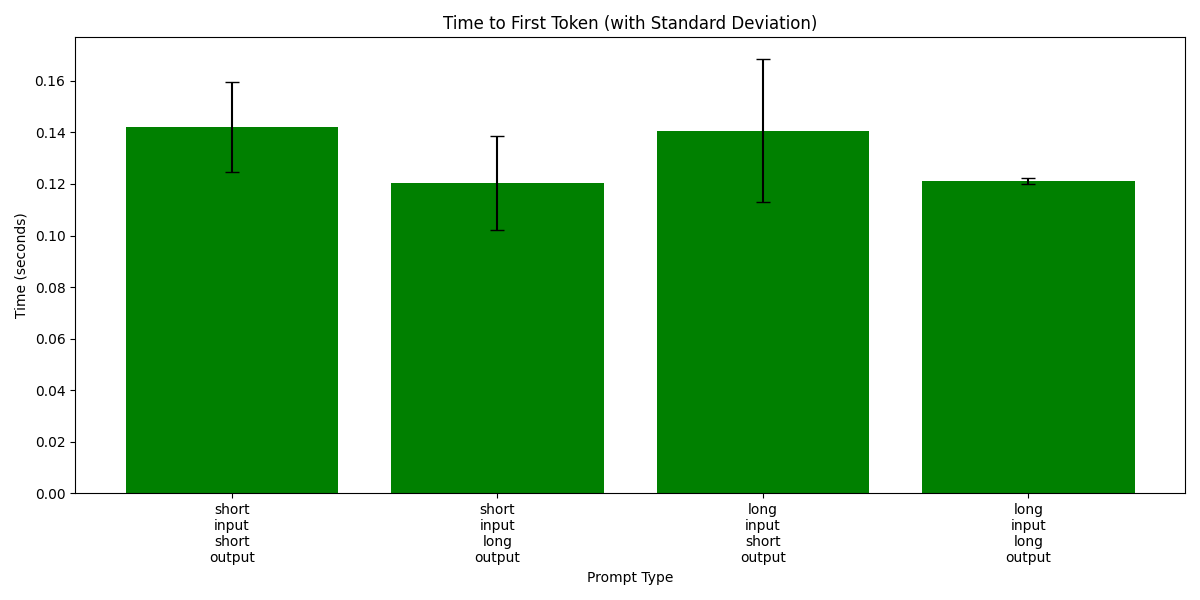 Time to First Token (with Standard Deviation)
Time (seconds)
0.16
0.14
0.12
0.10
0.08
0.06
0.04
0.02
0.00
short
input
short
output
short
input
long
output
long
input
short
output
long
input
long
output
Prompt Type